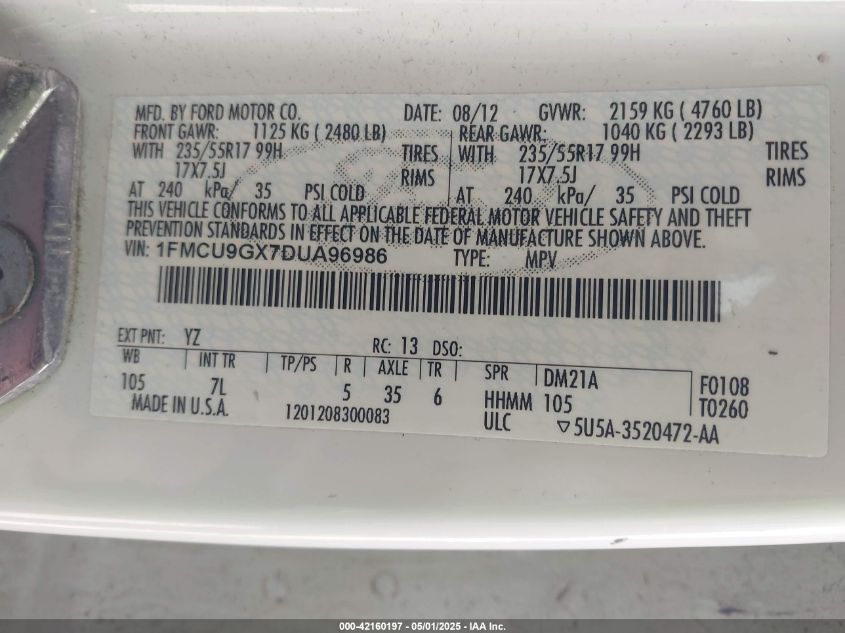 MFD. BY FORD MOTOR CO. DATE: 08/12 GVWR: 2159 KG ( 4760 LB)
FRONT GAWR: 1125 KG ( 2480 LB) REAR GAWR: 1040 KG ( 2293 LB)
WITH 235/55R17 99H TIRES WITH 235/55R17 99H TIRES
17X7.5J RIMS 17X7.5J RIMS
AT 240 kPa/ 35 PSI COLD AT 240 kPa/ 35 PSI COLD
THIS VEHICLE CONFORMS TO ALL APPLICABLE FEDERAL MOTOR VEHICLE SAFETY AND THEFT
PREVENTION STANDARDS IN EFFECT ON THE DATE OF MANUFACTURE SHOWN ABOVE.
VIN: 1FMCU9GX7DUA96986 TYPE: MPV
EXT PNT: YZ RC: 13 DSO:
WB INT TR TP/PS R AXLE TR SPR DM21A F0108
105 7L 5 35 6 HHMM 105 T0260
MADE IN U.S.A. 1201208300083 ULC ▽5U5A-3520472-AA
000-42160197 - 05/01/2025 - IAA Inc.